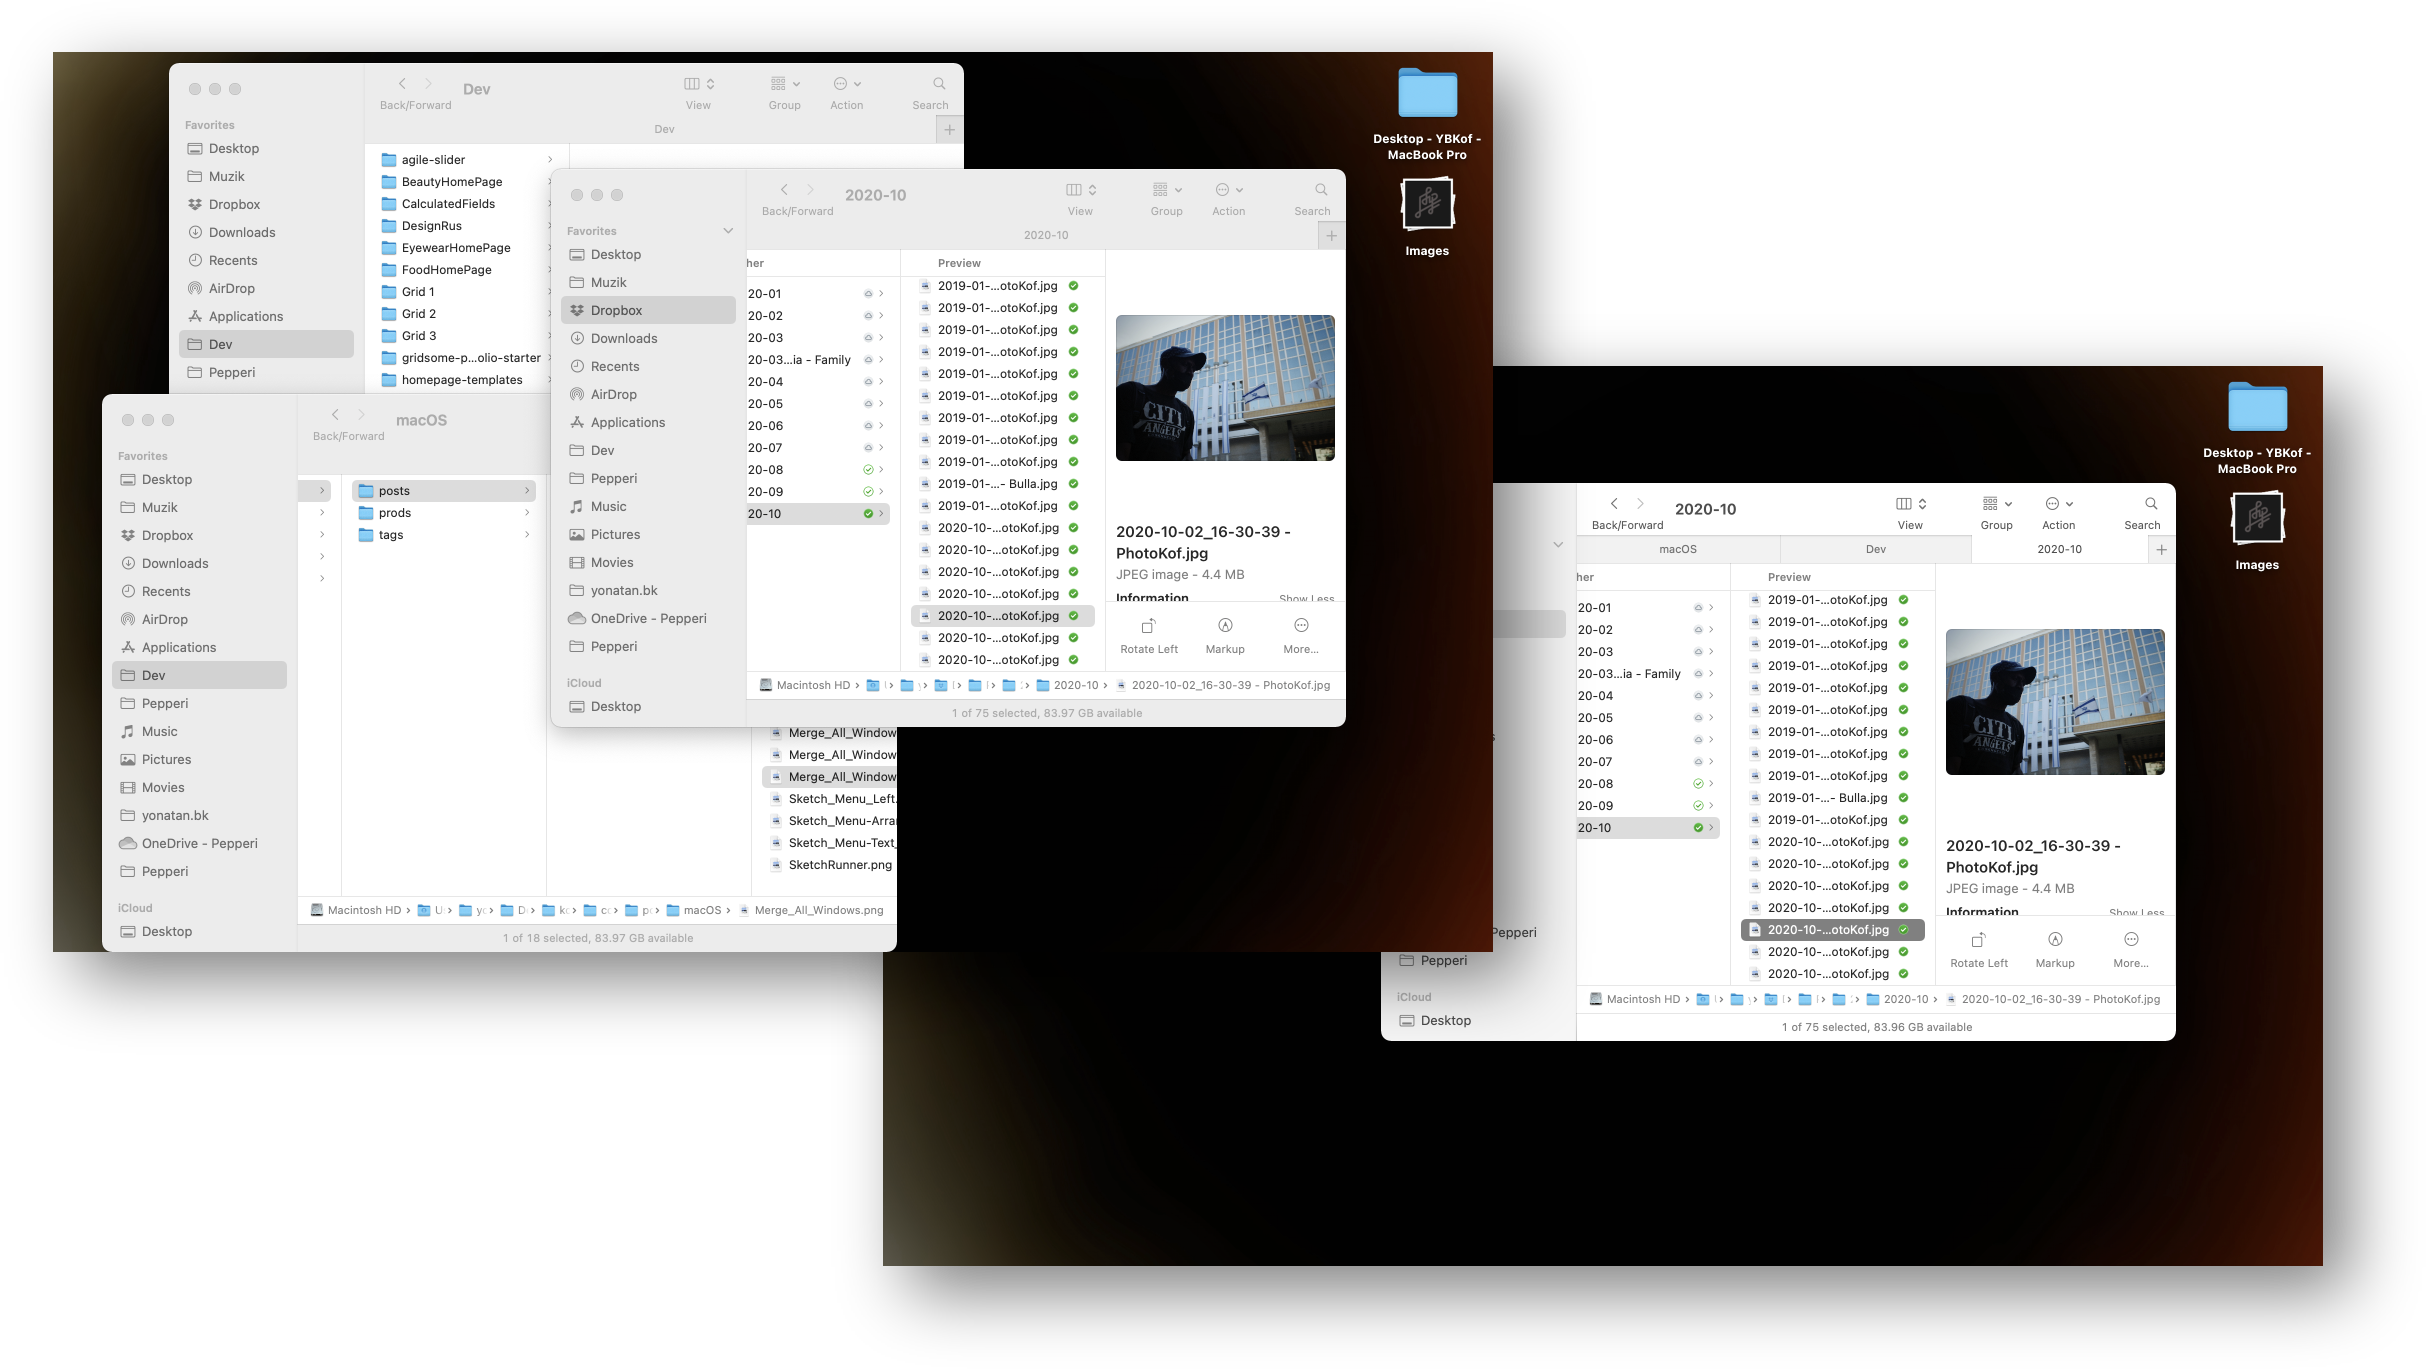 Dev
Back/Forward
View
Group
Action
Search
Dev
Favorites
Desktop
Muzik
Dropbox
Downloads
Recents
AirDrop
Applications
Dev
Pepperi
agile-slider
BeautyHomePage
CalculatedFields
DesignRus
EyewearHomePage
FoodHomePage
Grid 1
Grid 2
Grid 3
gridsome-p...olio-starter
homepage-templates
Desktop - YBKof -
MacBook Pro
Images
2020-10
Back/Forward
View
Group
Action
Search
2020-10
Favorites
Desktop
Muzik
Dropbox
Downloads
Recents
AirDrop
Applications
Dev
Pepperi
Music
Pictures
Movies
yonatan.bk
OneDrive - Pepperi
Pepperi
iCloud
Desktop
her
20-01
20-02
20-03
20-03...ia - Family
20-04
20-05
20-06
20-07
20-08
20-09
20-10
Preview
2019-01-...otoKof.jpg
2019-01-...otoKof.jpg
2019-01-...otoKof.jpg
2019-01-...otoKof.jpg
2019-01-...otoKof.jpg
2019-01-...otoKof.jpg
2019-01-...otoKof.jpg
2019-01-...otoKof.jpg
2019-01-...otoKof.jpg
2019-01-...- Bulla.jpg
2019-01-...otoKof.jpg
2020-10-...otoKof.jpg
2020-10-...otoKof.jpg
2020-10-...otoKof.jpg
2020-10-...otoKof.jpg
2020-10-...otoKof.jpg
2020-10-...otoKof.jpg
2020-10-...otoKof.jpg
CITI
ANGELS
2020-10-02_16-30-39 -
PhotoKof.jpg
JPEG image - 4.4 MB
Information
Show Less
Rotate Left
Markup
More...
Macintosh HD
2020-10
2020-10-02_16-30-39 - PhotoKof.jpg
1 of 75 selected, 83.97 GB available
macOS
Back/Forward
Favorites
Desktop
Muzik
Dropbox
Downloads
Recents
AirDrop
Applications
Dev
Pepperi
Music
Pictures
Movies
yonatan.bk
OneDrive - Pepperi
Pepperi
iCloud
Desktop
posts
prods
tags
Merge_All_Window
Merge_All_Window
Merge_All_Window
Sketch_Menu_Left.
Sketch_Menu-Arra
Sketch_Menu-Text_
SketchRunner.png
Macintosh HD
macOS
Merge_All_Windows.png
1 of 18 selected, 83.97 GB available
Desktop - YBKof -
MacBook Pro
Images
2020-10
Back/Forward
View
Group
Action
Search
macOS
Dev
2020-10
her
20-01
20-02
20-03
20-03...ia - Family
20-04
20-05
20-06
20-07
20-08
20-09
20-10
Preview
2019-01-...otoKof.jpg
2019-01-...otoKof.jpg
2019-01-...otoKof.jpg
2019-01-...otoKof.jpg
2019-01-...otoKof.jpg
2019-01-...otoKof.jpg
2019-01-...otoKof.jpg
2019-01-...otoKof.jpg
2019-01-...otoKof.jpg
2019-01-...- Bulla.jpg
2019-01-...otoKof.jpg
2020-10-...otoKof.jpg
2020-10-...otoKof.jpg
2020-10-...otoKof.jpg
2020-10-...otoKof.jpg
2020-10-...otoKof.jpg
2020-10-...otoKof.jpg
2020-10-...otoKof.jpg
CITI
ANGELS
2020-10-02_16-30-39 -
PhotoKof.jpg
JPEG image - 4.4 MB
Information
Show Less
Rotate Left
Markup
More...
Pepperi
Pepperi
iCloud
Desktop
Macintosh HD
2020-10
2020-10-02_16-30-39 - PhotoKof.jpg
1 of 75 selected, 83.96 GB available